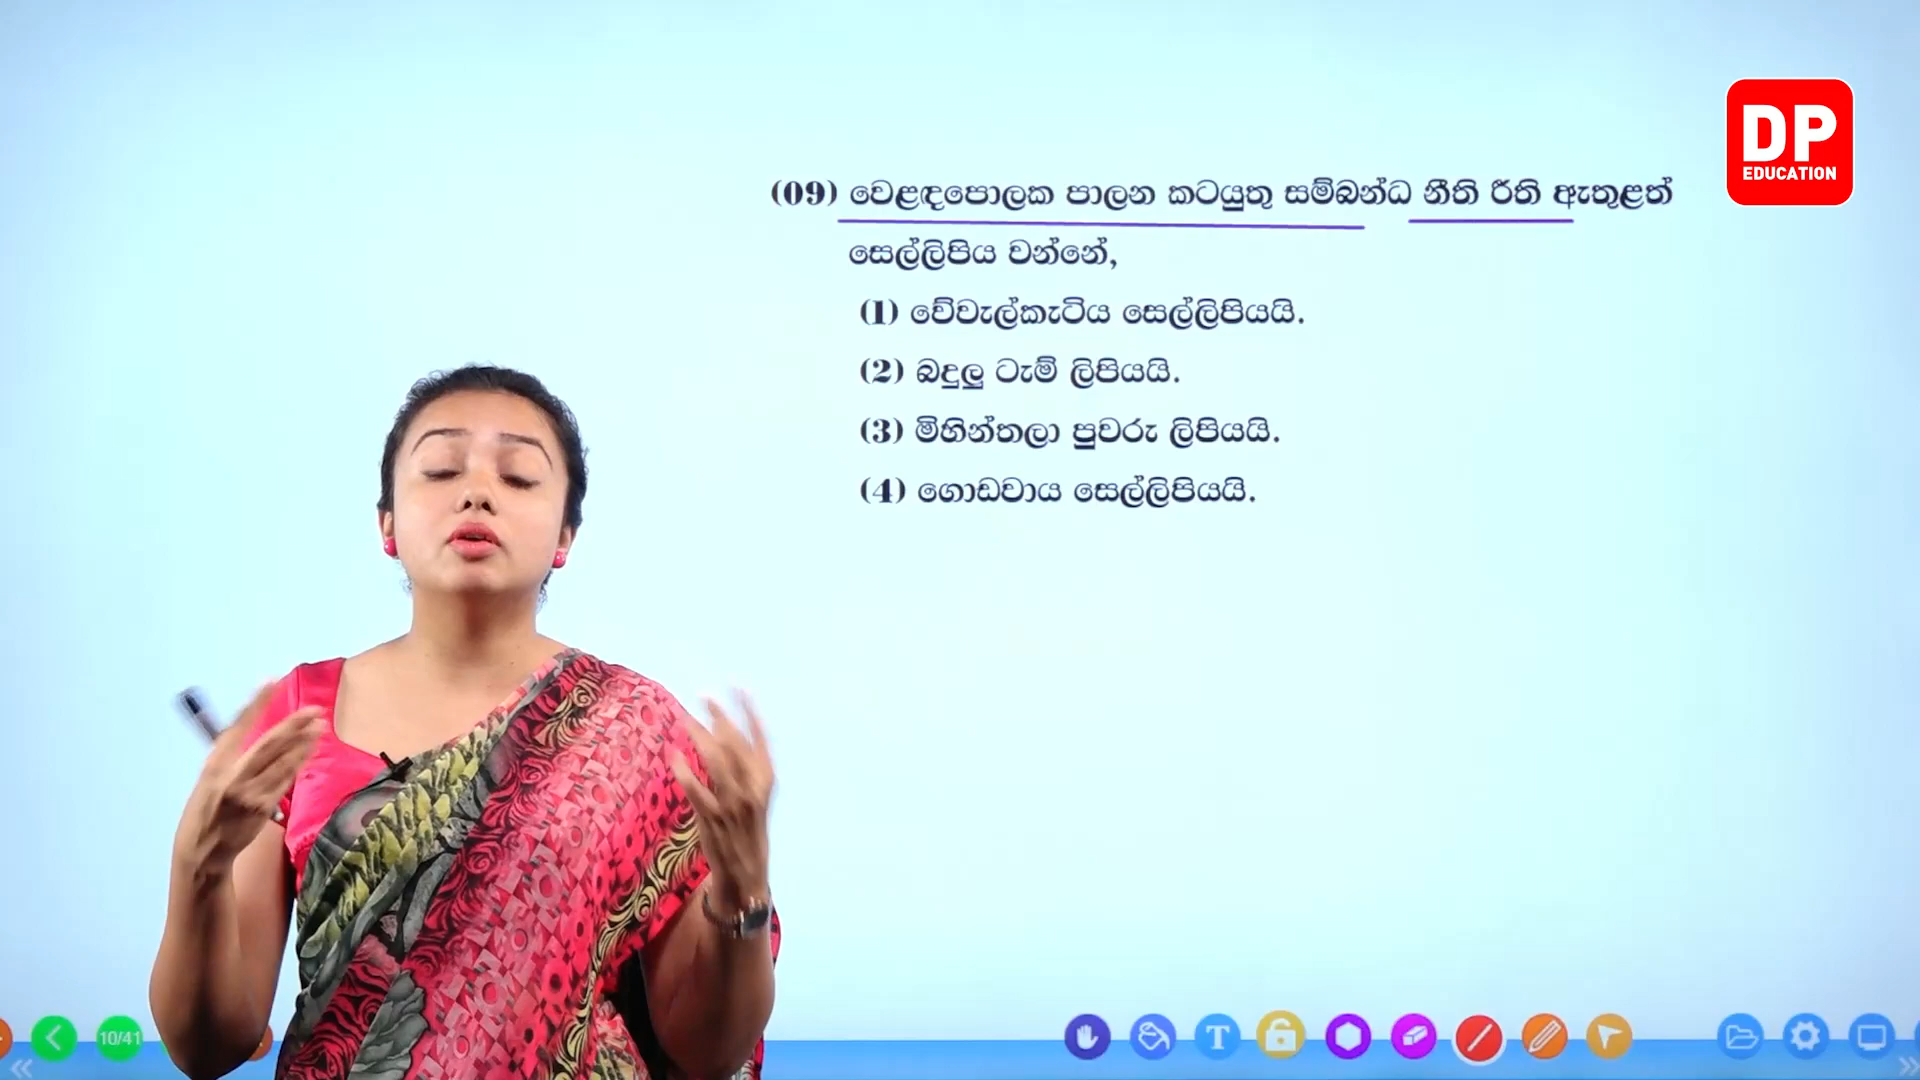 DP
EDUCATION
(09) වෙළඳපොලක පාලන කටයුතු සම්බන්ධ නීති රීති ඇතුළත්
සෙල්ලිපිය වන්නේ,
(1) වේවැල්කැටිය සෙල්ලිපියයි.
(2) බදුලු ටැම් ලිපියයි.
(3) මිහින්තලා පුවරු ලිපියයි.
(4) ගොඩවාය සෙල්ලිපියයි.
10/41